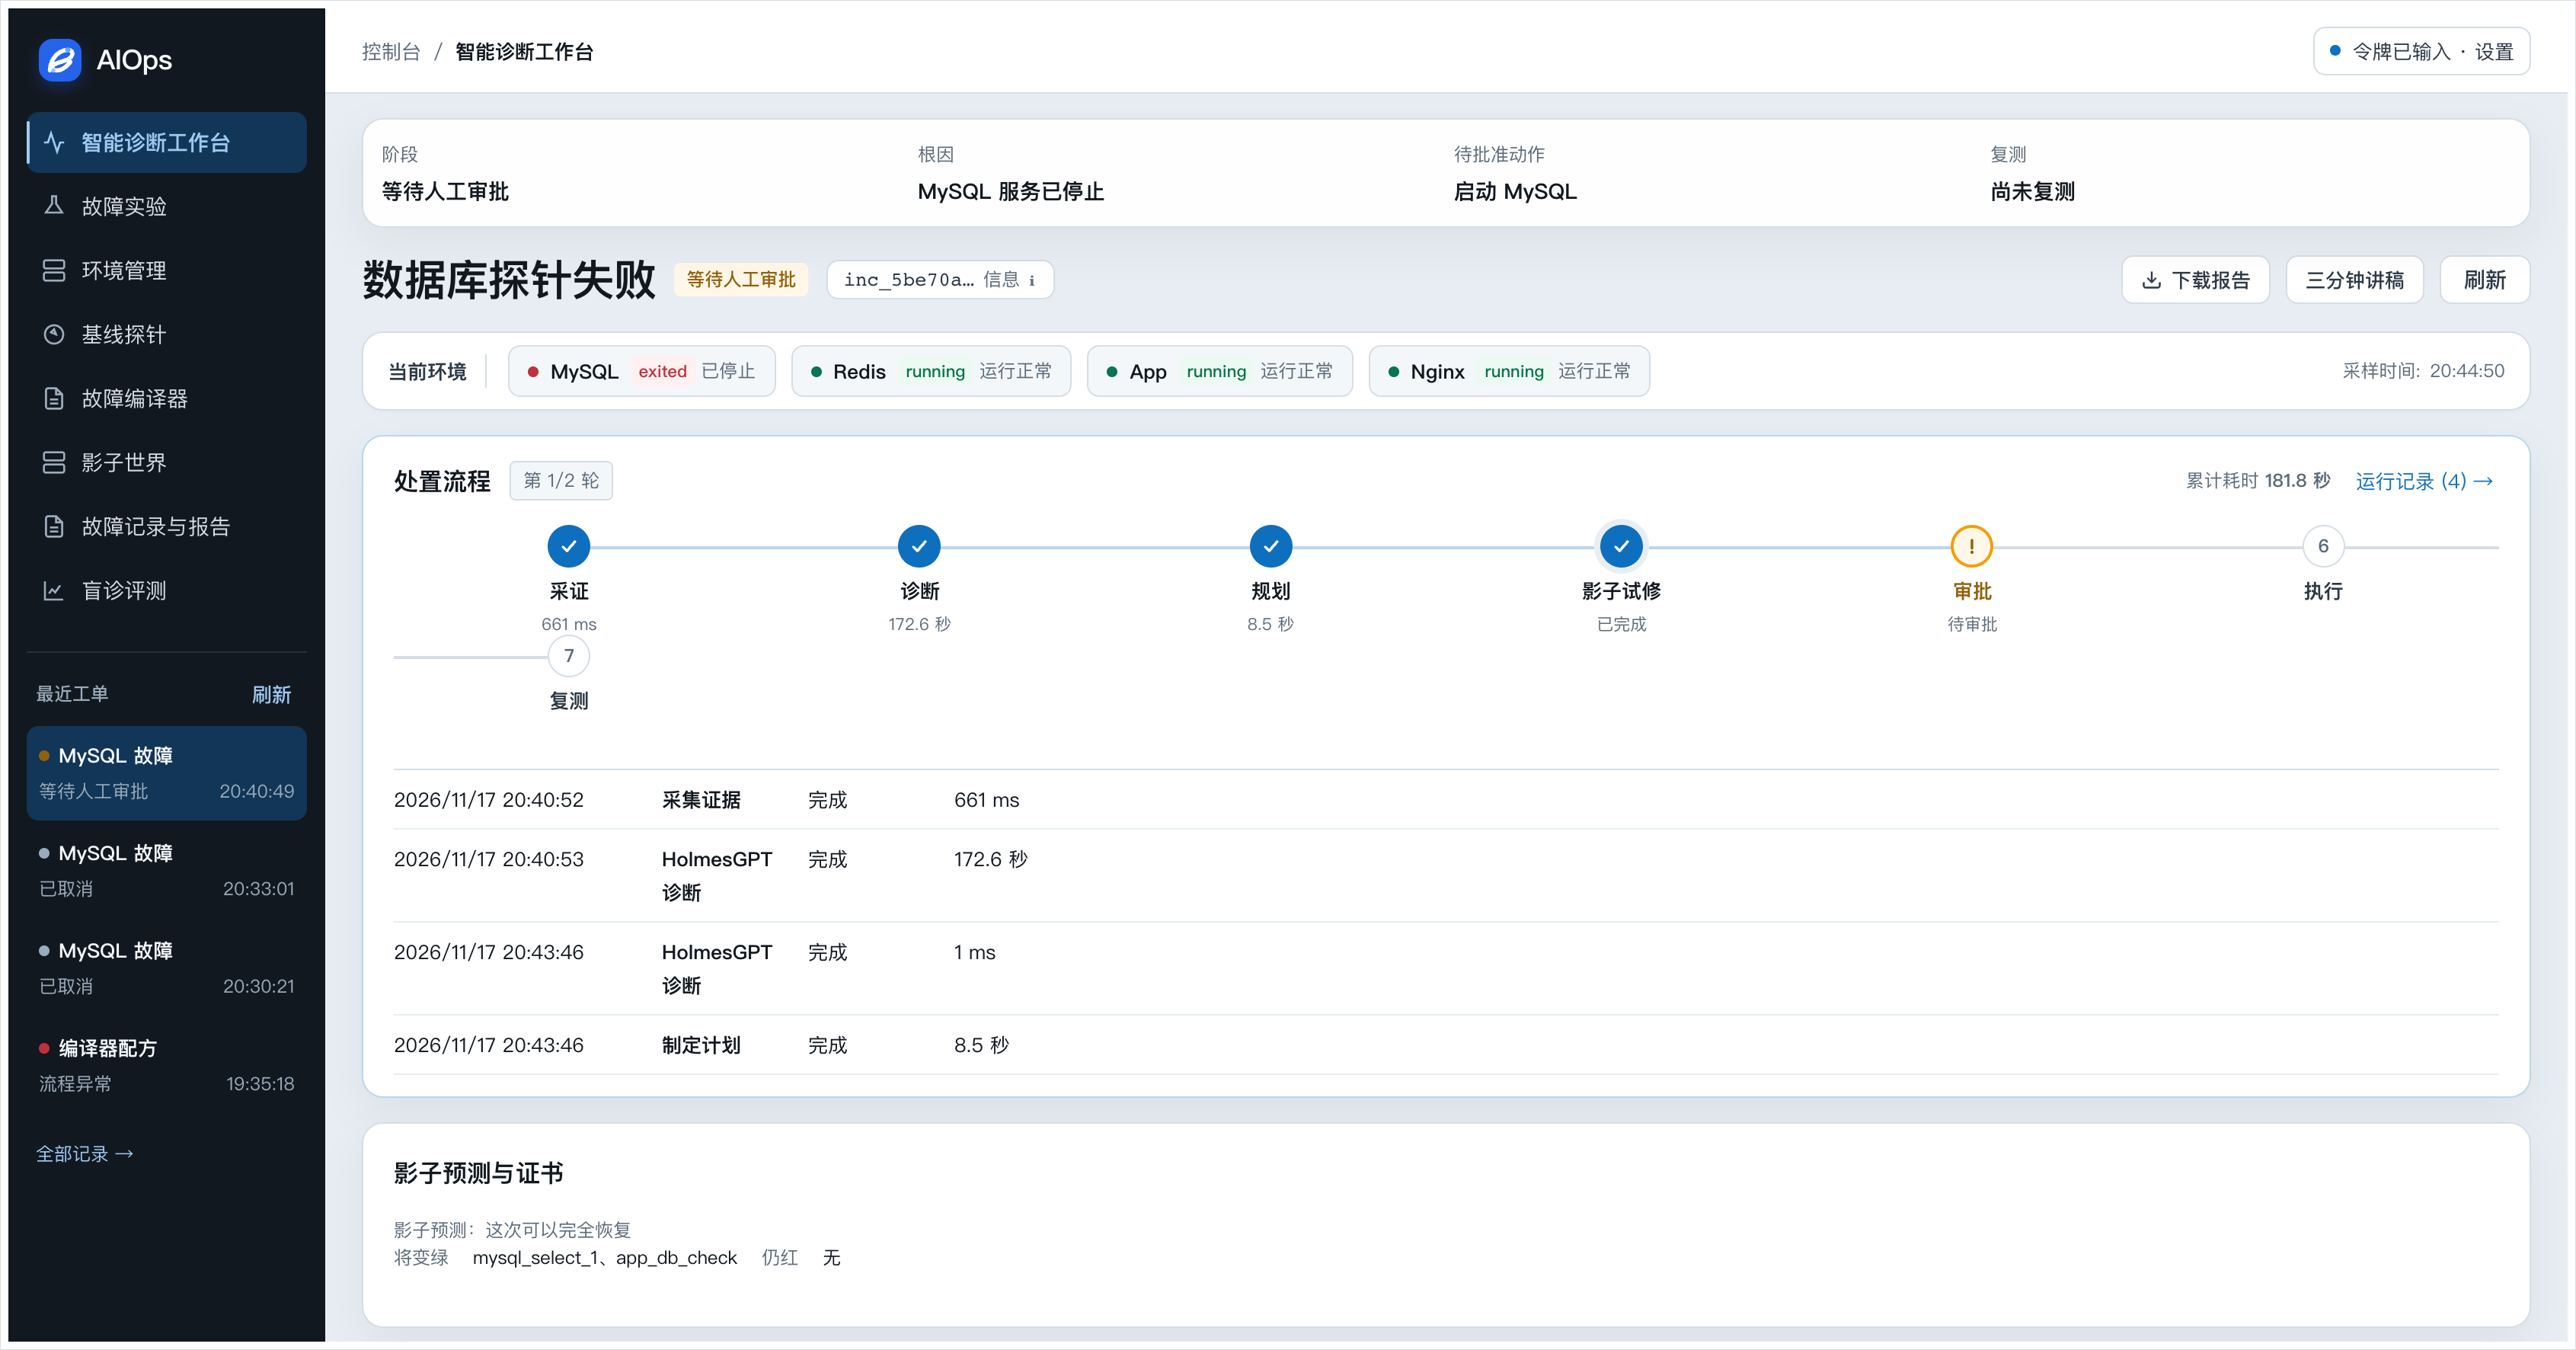 AIOps
智能诊断工作台
故障实验
环境管理
基线探针
故障编译器
影子世界
故障记录与报告
盲诊评测
最近工单 刷新
MySQL 故障
等待人工审批 20:40:49
MySQL 故障
已取消 20:33:01
MySQL 故障
已取消 20:30:21
编译器配方
流程异常 19:35:18
全部记录 →
控制台 / 智能诊断工作台
令牌已输入 · 设置
阶段
等待人工审批
根因
MySQL 服务已停止
待批准动作
启动 MySQL
复测
尚未复测
数据库探针失败 等待人工审批 inc_5be70a… 信息 i
下载报告 三分钟讲稿 刷新
当前环境 MySQL exited 已停止 Redis running 运行正常 App running 运行正常 Nginx running 运行正常 采样时间: 20:44:50
处置流程 第 1/2 轮 累计耗时 181.8 秒 运行记录 (4) →
采证
661 ms
诊断
172.6 秒
规划
8.5 秒
影子试修
已完成
!
审批
待审批
6
执行
7
复测
2026/11/17 20:40:52 采集证据 完成 661 ms
2026/11/17 20:40:53 HolmesGPT 完成 172.6 秒
诊断
2026/11/17 20:43:46 HolmesGPT 完成 1 ms
诊断
2026/11/17 20:43:46 制定计划 完成 8.5 秒
影子预测与证书
影子预测: 这次可以完全恢复
将变绿 mysql_select_1、app_db_check 仍红 无